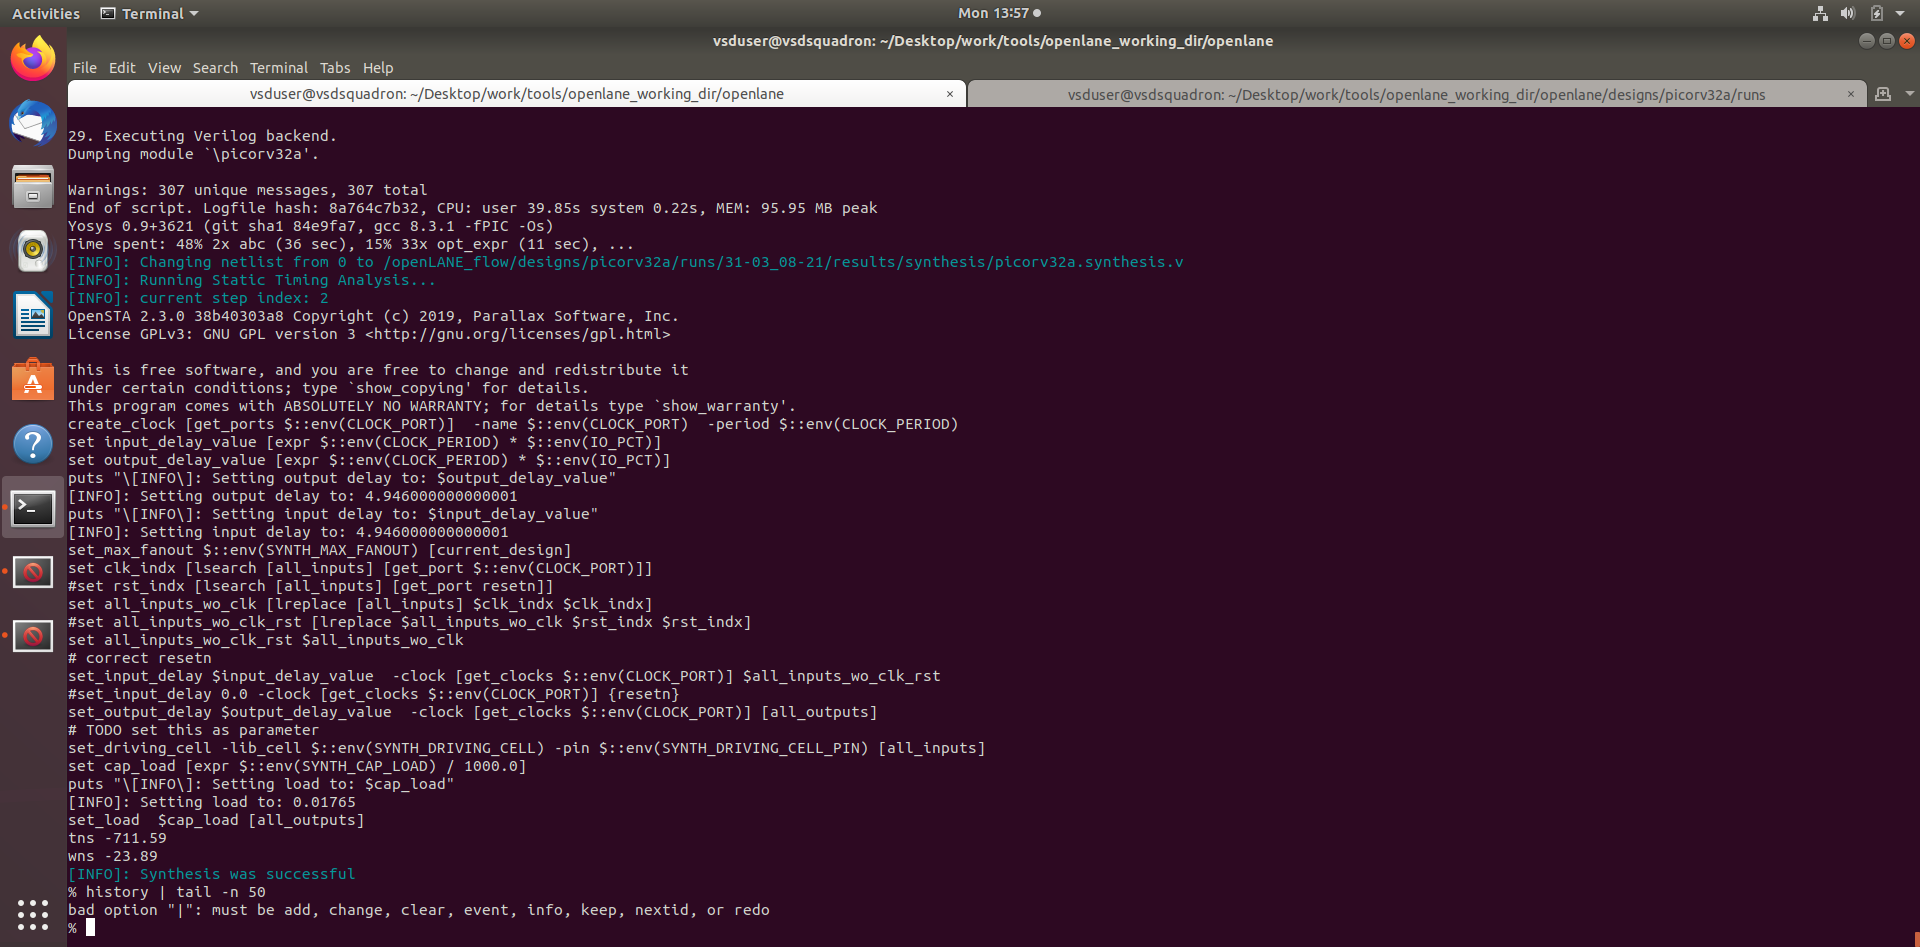 Activities
Terminal
Mon 13:57
vsduser@vsdsquadron: ~/Desktop/work/tools/openlane_working_dir/openlane
File Edit View Search Terminal Tabs Help
vsduser@vsdsquadron: ~/Desktop/work/tools/openlane_working_dir/openlane ×
vsduser@vsdsquadron: ~/Desktop/work/tools/openlane_working_dir/openlane/designs/picorv32a/runs ×
29. Executing Verilog backend.
Dumping module `\picorv32a'.
Warnings: 307 unique messages, 307 total
End of script. Logfile hash: 8a764c7b32, CPU: user 39.85s system 0.22s, MEM: 95.95 MB peak
Yosys 0.9+3621 (git sha1 84e9fa7, gcc 8.3.1 -fPIC -Os)
Time spent: 48% 2x abc (36 sec), 15% 33x opt_expr (11 sec), ...
[INFO]: Changing netlist from 0 to /openLANE_flow/designs/picorv32a/runs/31-03_08-21/results/synthesis/picorv32a.synthesis.v
[INFO]: Running Static Timing Analysis...
[INFO]: current step index: 2
OpenSTA 2.3.0 38b40303a8 Copyright (c) 2019, Parallax Software, Inc.
License GPLv3: GNU GPL version 3 <http://gnu.org/licenses/gpl.html>
This is free software, and you are free to change and redistribute it
under certain conditions; type `show_copying' for details.
This program comes with ABSOLUTELY NO WARRANTY; for details type `show_warranty'.
create_clock [get_ports $::env(CLOCK_PORT)]  -name $::env(CLOCK_PORT)  -period $::env(CLOCK_PERIOD)
set input_delay_value [expr $::env(CLOCK_PERIOD) * $::env(IO_PCT)]
set output_delay_value [expr $::env(CLOCK_PERIOD) * $::env(IO_PCT)]
puts "\[INFO\]: Setting output delay to: $output_delay_value"
[INFO]: Setting output delay to: 4.946000000000001
puts "\[INFO\]: Setting input delay to: $input_delay_value"
[INFO]: Setting input delay to: 4.946000000000001
set_max_fanout $::env(SYNTH_MAX_FANOUT) [current_design]
set clk_indx [lsearch [all_inputs] [get_port $::env(CLOCK_PORT)]]
#set rst_indx [lsearch [all_inputs] [get_port resetn]]
set all_inputs_wo_clk [lreplace [all_inputs] $clk_indx $clk_indx]
#set all_inputs_wo_clk_rst [lreplace $all_inputs_wo_clk $rst_indx $rst_indx]
set all_inputs_wo_clk_rst $all_inputs_wo_clk
# correct resetn
set_input_delay $input_delay_value  -clock [get_clocks $::env(CLOCK_PORT)] $all_inputs_wo_clk_rst
#set_input_delay 0.0 -clock [get_clocks $::env(CLOCK_PORT)] {resetn}
set_output_delay $output_delay_value  -clock [get_clocks $::env(CLOCK_PORT)] [all_outputs]
# TODO set this as parameter
set_driving_cell -lib_cell $::env(SYNTH_DRIVING_CELL) -pin $::env(SYNTH_DRIVING_CELL_PIN) [all_inputs]
set cap_load [expr $::env(SYNTH_CAP_LOAD) / 1000.0]
puts "\[INFO\]: Setting load to: $cap_load"
[INFO]: Setting load to: 0.01765
set_load  $cap_load [all_outputs]
tns -711.59
wns -23.89
[INFO]: Synthesis was successful
% history | tail -n 50
bad option "|": must be add, change, clear, event, info, keep, nextid, or redo
%